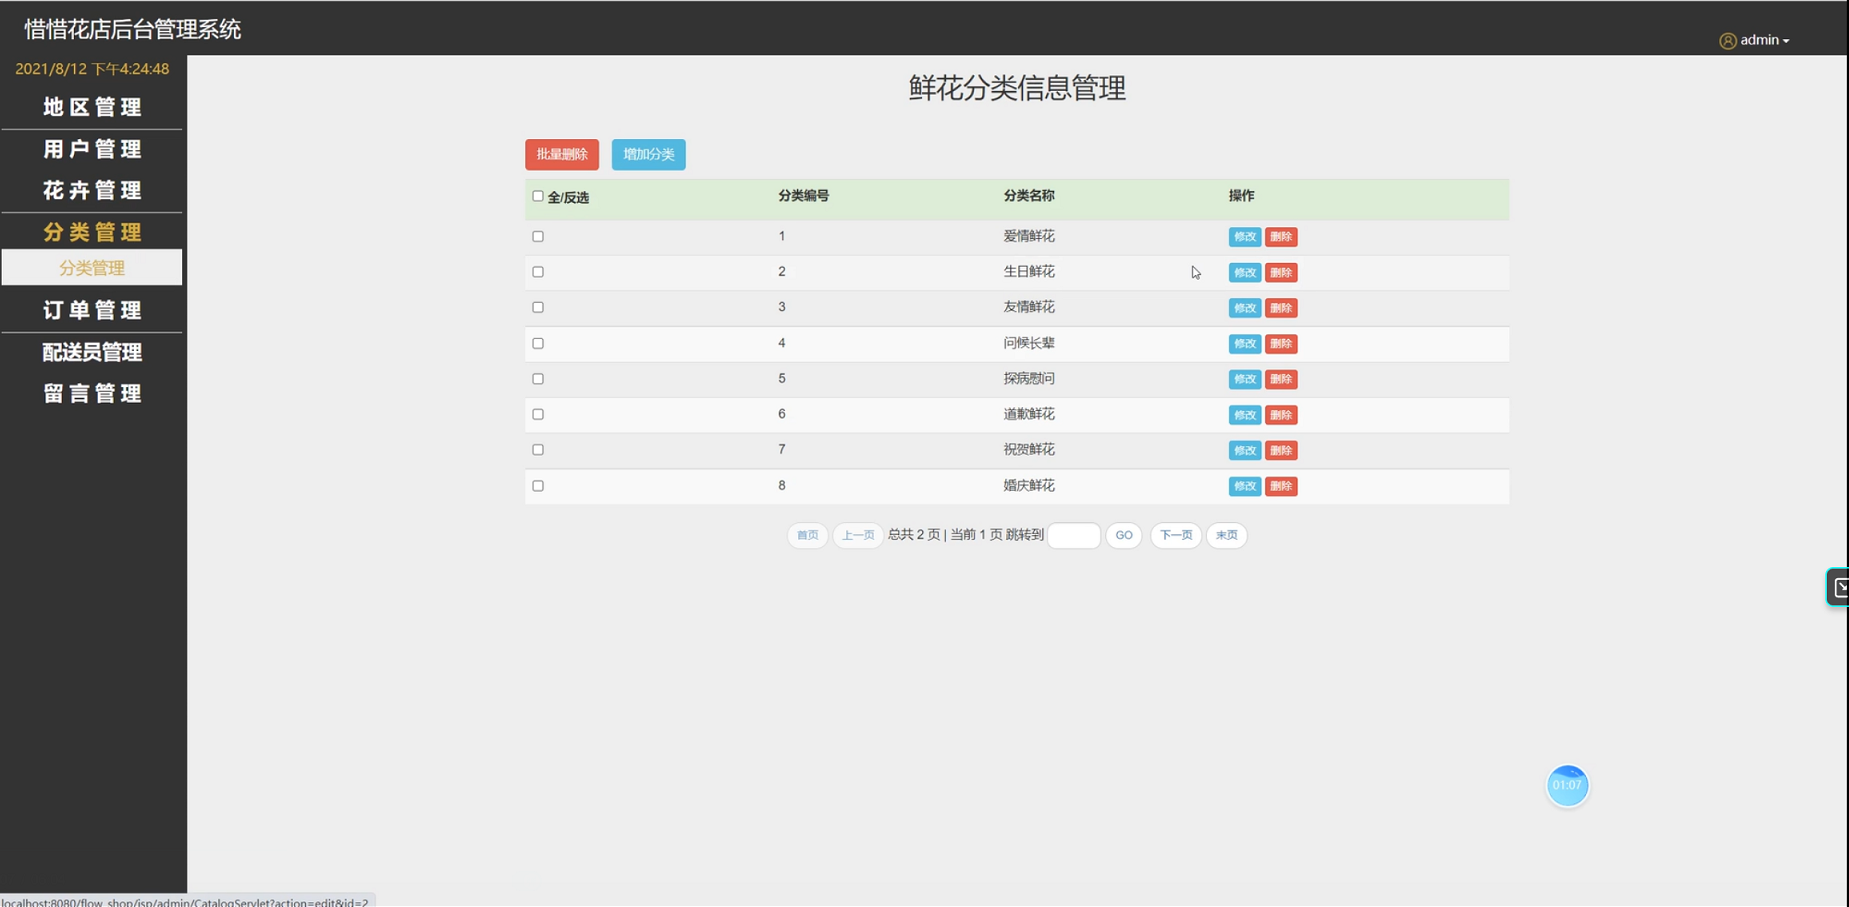 惜惜花店后台管理系统
admin
2021/8/12 下午4:24:48
地区管理
用户管理
花卉管理
分类管理
分类管理
订单管理
配送员管理
留言管理
鲜花分类信息管理
批量删除 增加分类
全/反选 分类编号 分类名称 操作
1 爱情鲜花 修改 删除
2 生日鲜花 修改 删除
3 友情鲜花 修改 删除
4 问候长辈 修改 删除
5 探病慰问 修改 删除
6 道歉鲜花 修改 删除
7 祝贺鲜花 修改 删除
8 婚庆鲜花 修改 删除
首页 上一页 总共 2 页 | 当前 1 页 跳转到 GO 下一页 末页
01:07
localhost:8080/flow_shop/jsp/admin/CatalogServlet?action=edit&id=2